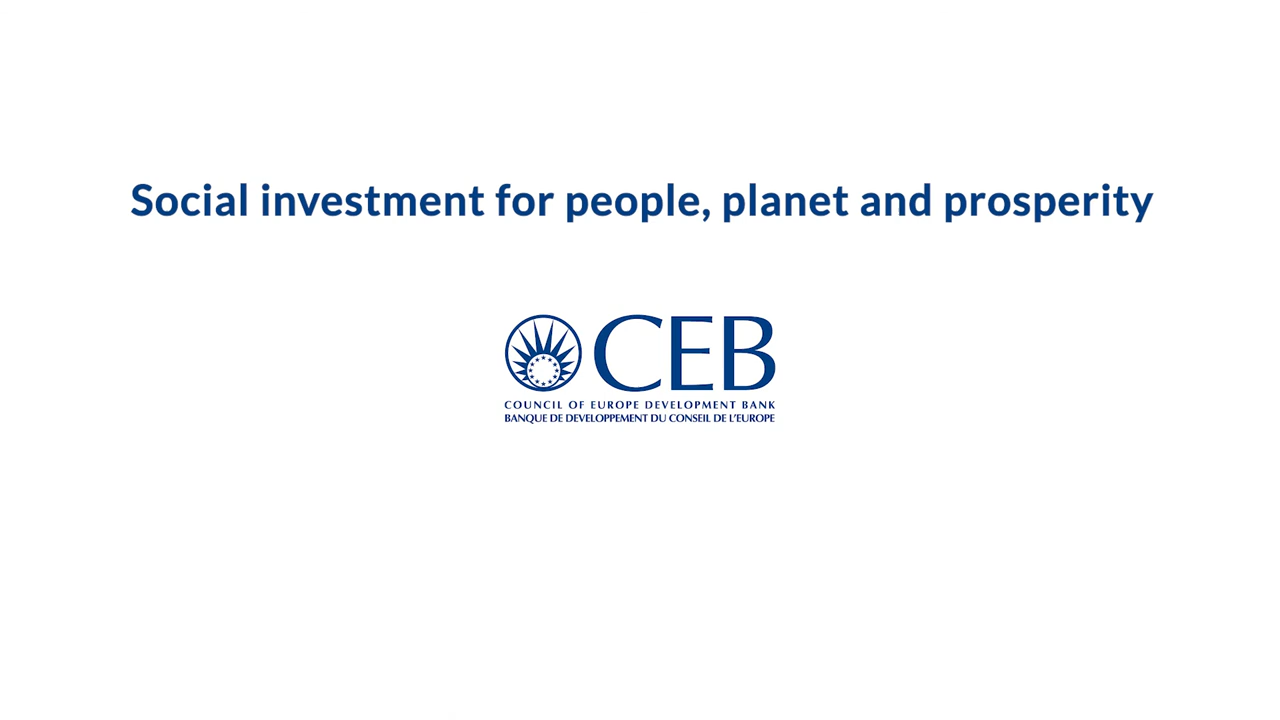 Social investment for people, planet and prosperity
CEB
COUNCIL OF EUROPE DEVELOPMENT BANK
BANQUE DE DEVELOPPEMENT DU CONSEIL DE L'EUROPE